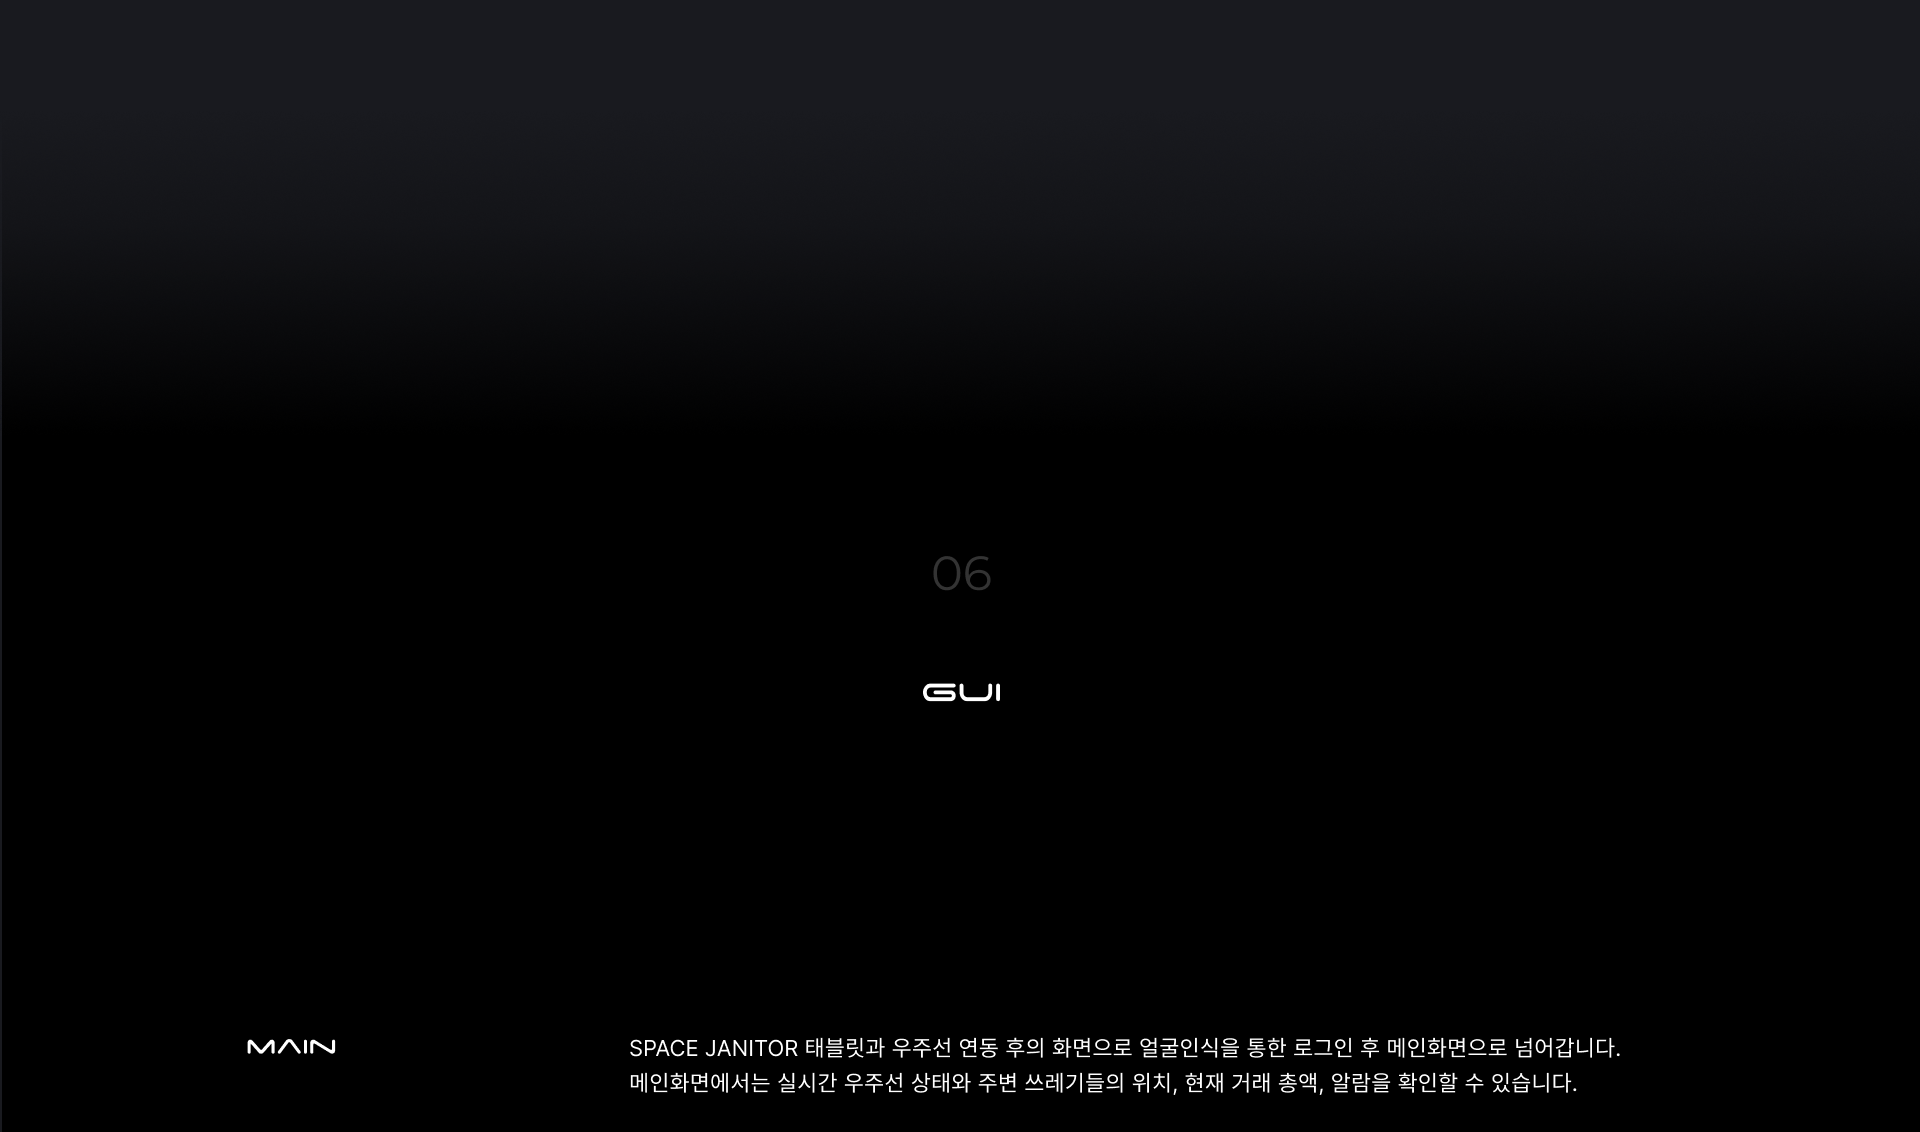 06
GUI
MAIN
SPACE JANITOR 태블릿과 우주선 연동 후의 화면으로 얼굴인식을 통한 로그인 후 메인화면으로 넘어갑니다.
메인화면에서는 실시간 우주선 상태와 주변 쓰레기들의 위치, 현재 거래 총액, 알람을 확인할 수 있습니다.